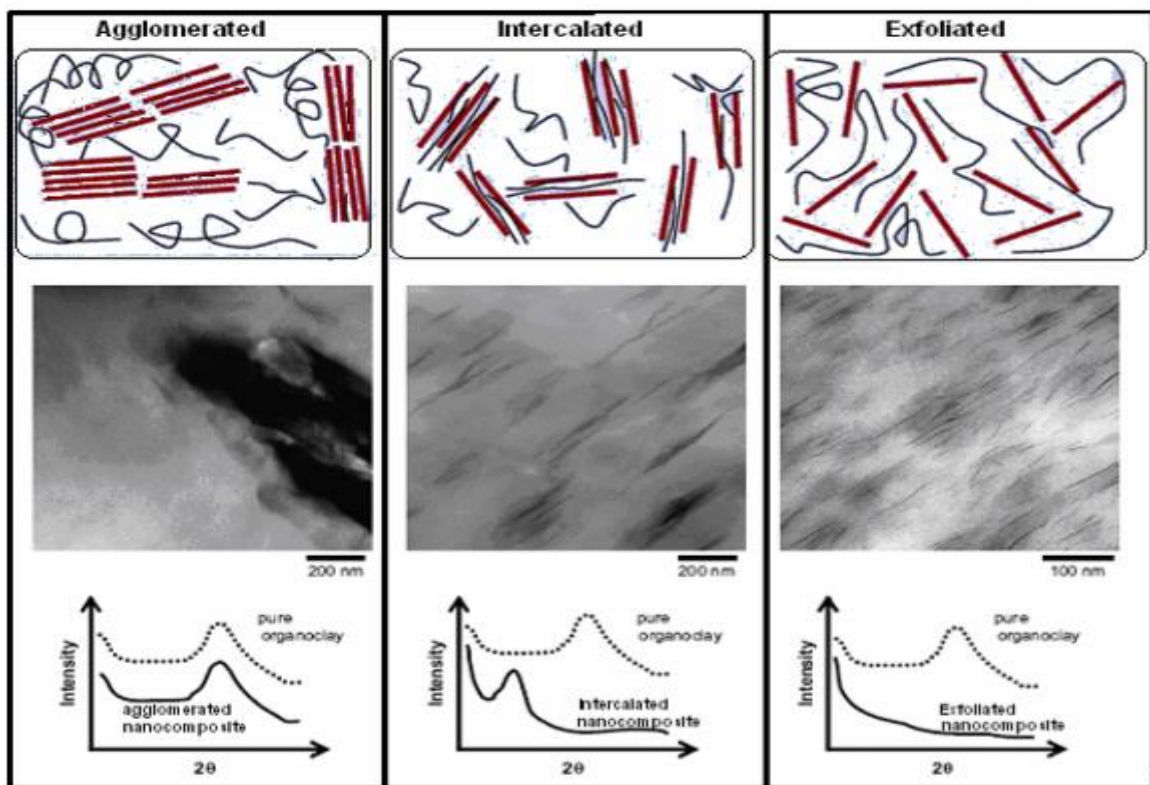 Agglomerated
Intercalated
Exfoliated
200 nm
200 nm
100 nm
Intensity
pure
organoclay
agglomerated
nanocomposite
2θ
Intensity
pure
organoclay
Intercalated
nanocomposite
2θ
Intensity
pure
organoclay
Exfoliated
nanocomposite
2θ